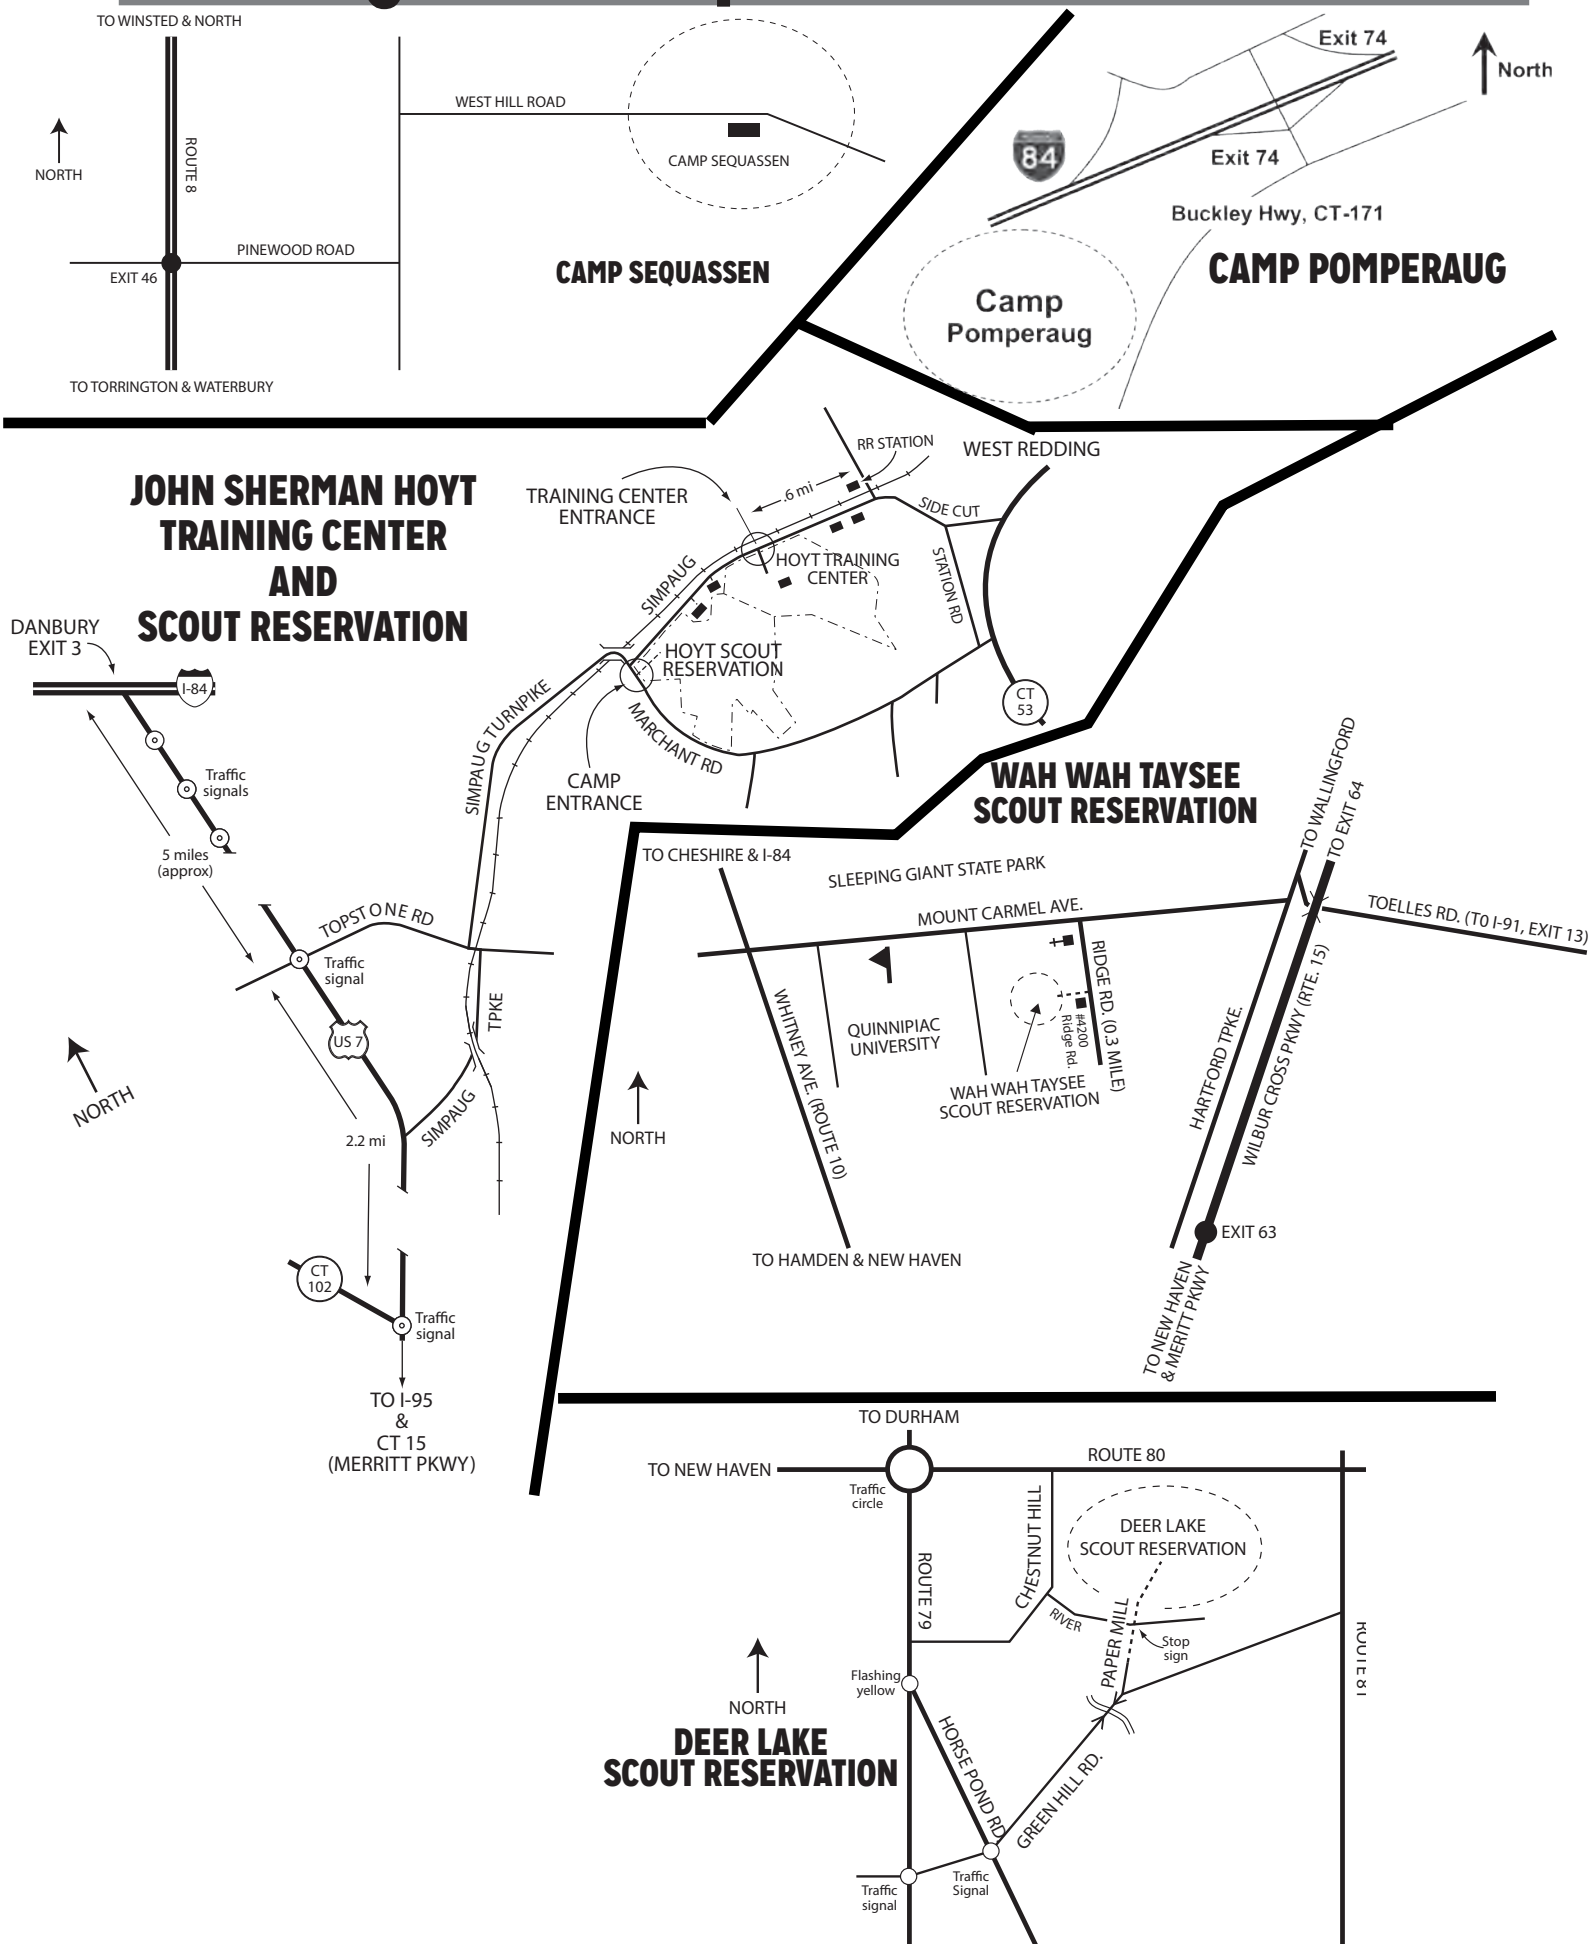 TO WINSTED & NORTH
NORTH
ROUTE 8
WEST HILL ROAD
CAMP SEQUASSEN
PINEWOOD ROAD
EXIT 46
CAMP SEQUASSEN
TO TORRINGTON & WATERBURY
Exit 74
North
84
Exit 74
Buckley Hwy, CT-171
CAMP POMPERAUG
Camp
Pomperaug
JOHN SHERMAN HOYT
TRAINING CENTER
AND
SCOUT RESERVATION
RR STATION
WEST REDDING
TRAINING CENTER
ENTRANCE
.6 mi
SIDE CUT
HOYT TRAINING
CENTER
STATION RD
SIMPAUG
HOYT SCOUT
RESERVATION
DANBURY
EXIT 3
I-84
SIMPAUG TURNPIKE
MARCHANT RD
CT
53
CAMP
ENTRANCE
Traffic
signals
5 miles
(approx)
TOPSTONE RD
Traffic
signal
TPKE
US 7
NORTH
SIMPAUG
2.2 mi
CT
102
Traffic
signal
TO I-95
&
CT 15
(MERRITT PKWY)
WAH WAH TAYSEE
SCOUT RESERVATION
TO WALLINGFORD
TO EXIT 64
TO CHESHIRE & I-84
SLEEPING GIANT STATE PARK
MOUNT CARMEL AVE.
TOELLES RD. (T0 I-91, EXIT 13)
RIDGE RD. (0.3 MILE)
#4200
Ridge Rd.
WHITNEY AVE. (ROUTE 10)
QUINNIPIAC
UNIVERSITY
WAH WAH TAYSEE
SCOUT RESERVATION
HARTFORD TPKE.
WILBUR CROSS PKWY (RTE. 15)
NORTH
EXIT 63
TO HAMDEN & NEW HAVEN
TO NEW HAVEN
& MERITT PKWY
TO DURHAM
TO NEW HAVEN
ROUTE 80
Traffic
circle
CHESTNUT HILL
DEER LAKE
SCOUT RESERVATION
ROUTE 79
RIVER
PAPER MILL
Stop
sign
ROUTE 81
Flashing
yellow
NORTH
DEER LAKE
SCOUT RESERVATION
HORSE POND RD
GREEN HILL RD.
Traffic
signal
Traffic
Signal